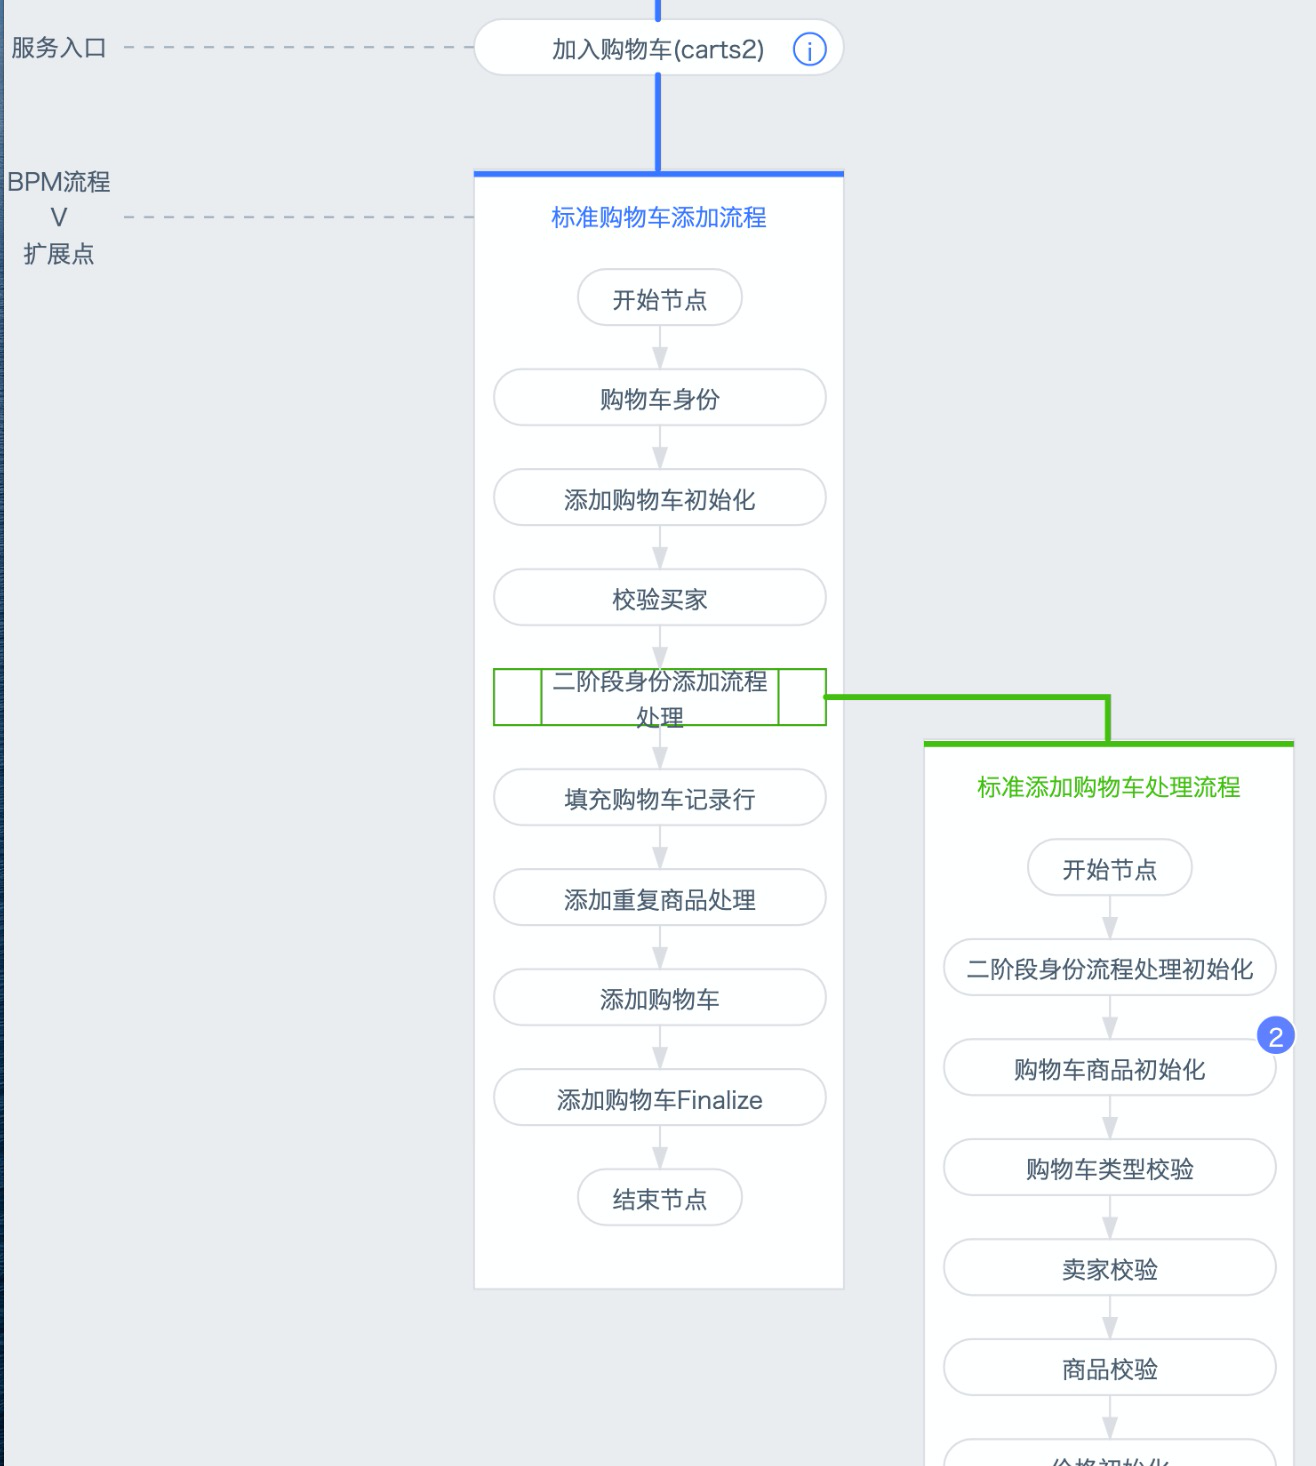 服务入口
加入购物车(carts2)
i
BPM流程
V
扩展点
标准购物车添加流程
开始节点
购物车身份
添加购物车初始化
校验买家
二阶段身份添加流程
处理
填充购物车记录行
添加重复商品处理
添加购物车
添加购物车Finalize
结束节点
标准添加购物车处理流程
开始节点
二阶段身份流程处理初始化
2
购物车商品初始化
购物车类型校验
卖家校验
商品校验
价格初始化